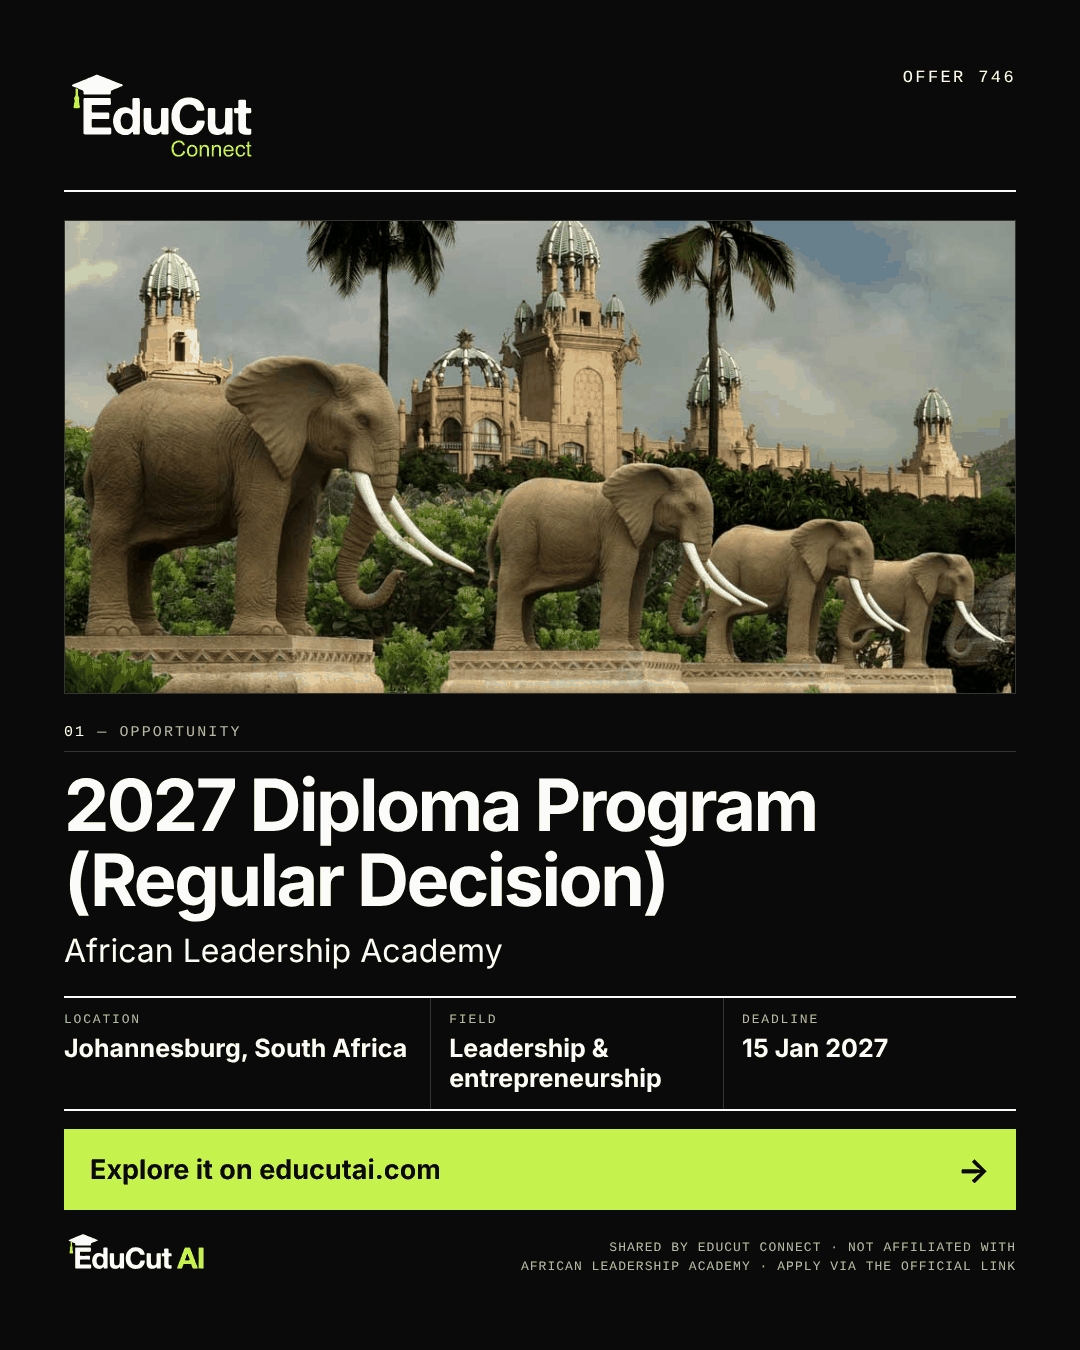 EduCut
Connect
OFFER 746
01 — OPPORTUNITY
2027 Diploma Program
(Regular Decision)
African Leadership Academy
LOCATION
Johannesburg, South Africa
FIELD
Leadership &
entrepreneurship
DEADLINE
15 Jan 2027
Explore it on educutai.com →
EduCut AI
SHARED BY EDUCUT CONNECT · NOT AFFILIATED WITH
AFRICAN LEADERSHIP ACADEMY · APPLY VIA THE OFFICIAL LINK